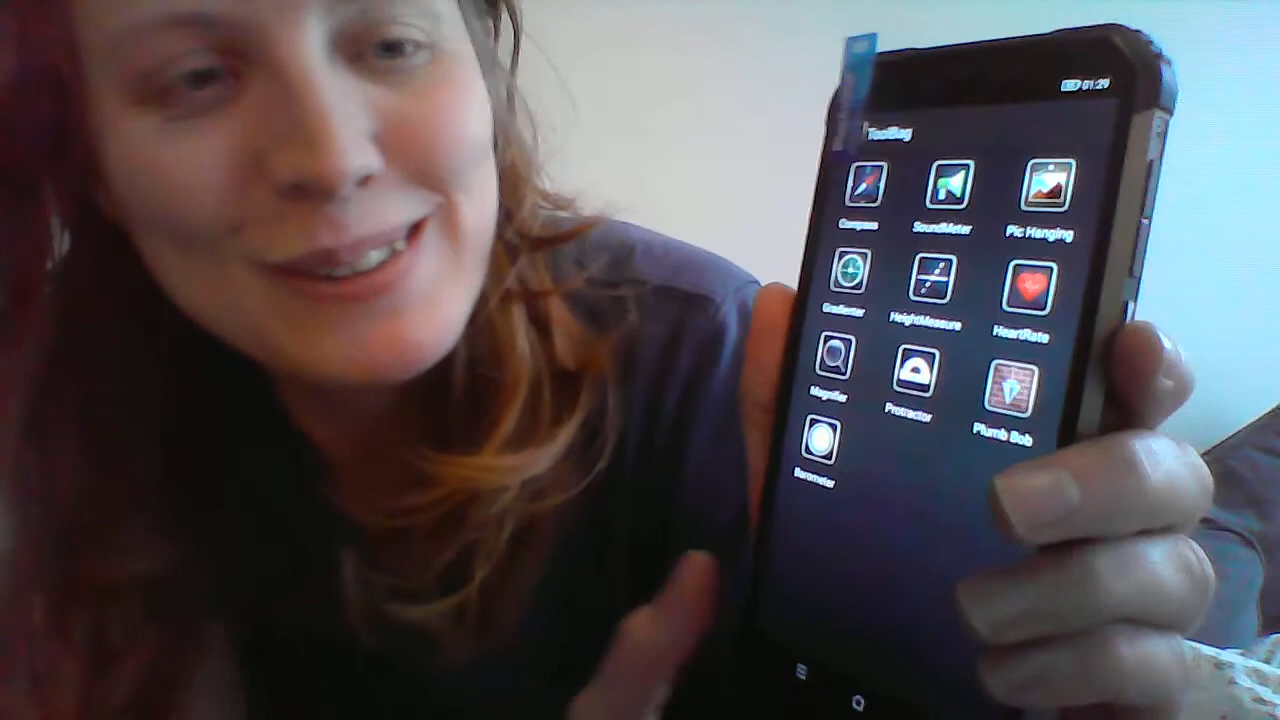 01:29
ToolBag
Compass SoundMeter Pic Hanging
Gradienter HeightMeasure HeartRate
Magnifier Protractor Plumb Bob
Barometer